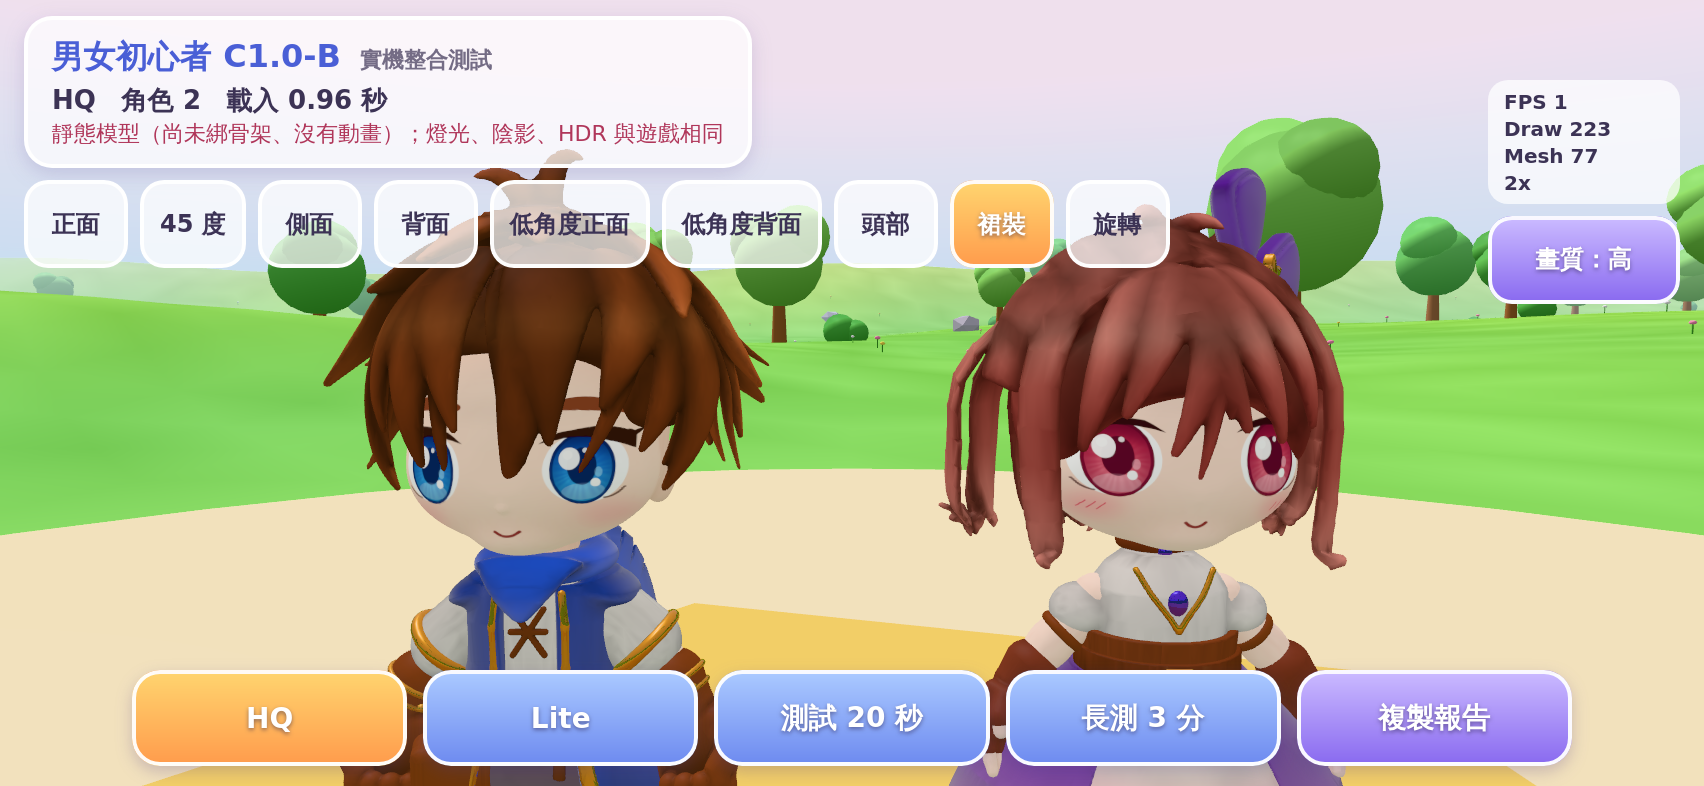 男女初心者 C1.0-B 實機整合測試
HQ 角色 2 載入 0.96 秒
靜態模型（尚未綁骨架、沒有動畫）；燈光、陰影、HDR 與遊戲相同
FPS 1
Draw 223
Mesh 77
2x
正面 45 度 側面 背面 低角度正面 低角度背面 頭部 裙裝 旋轉
畫質：高
HQ Lite 測試 20 秒 長測 3 分 複製報告